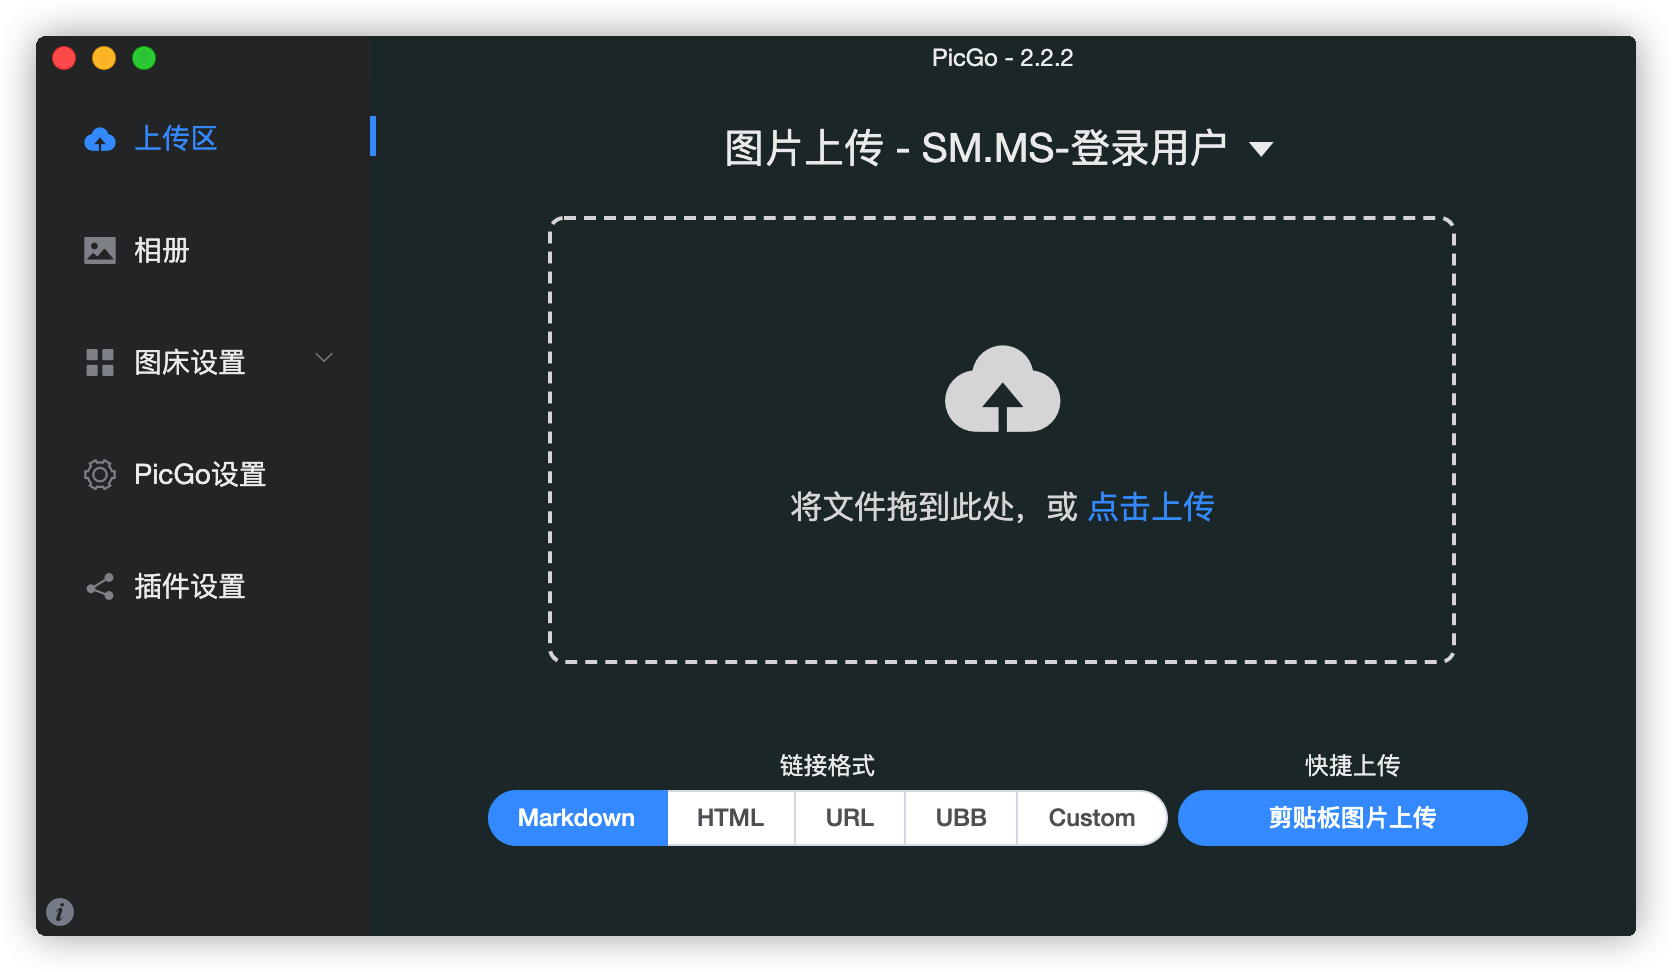 PicGo - 2.2.2
上传区
相册
图床设置
PicGo设置
插件设置
图片上传 - SM.MS-登录用户
将文件拖到此处，或 点击上传
链接格式
Markdown HTML URL UBB Custom
快捷上传
剪贴板图片上传
i